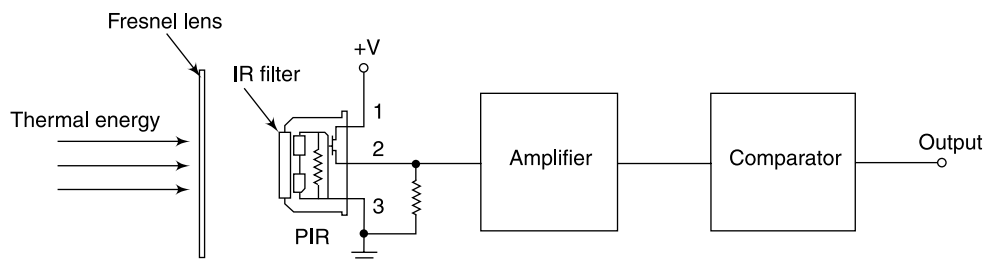 Fresnel lens
+V
IR filter
Thermal energy
1
2
3
PIR
Amplifier
Comparator
Output